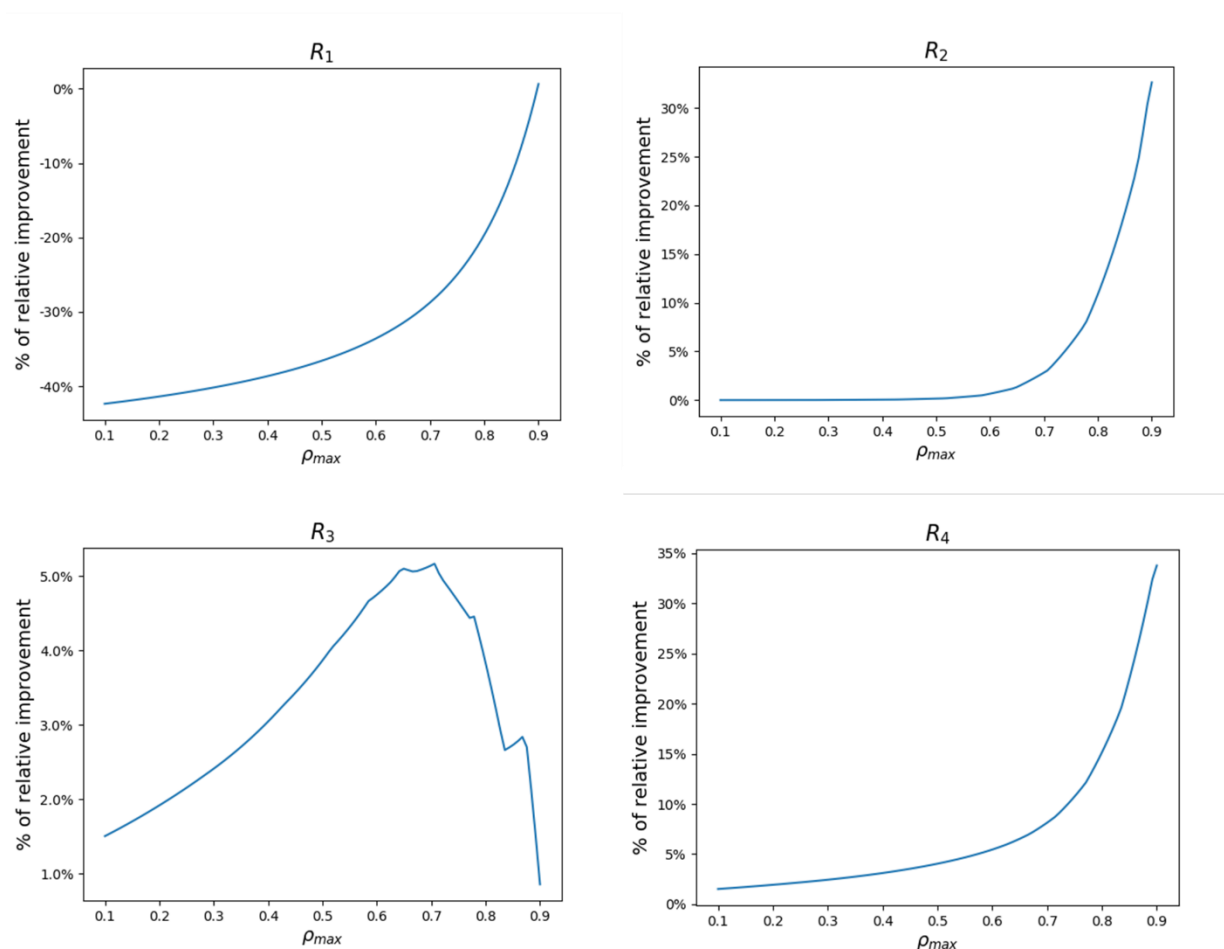 R₁
% of relative improvement
0%
-10%
-20%
-30%
-40%
0.1 0.2 0.3 0.4 0.5 0.6 0.7 0.8 0.9
ρmax
R₂
% of relative improvement
30%
25%
20%
15%
10%
5%
0%
0.1 0.2 0.3 0.4 0.5 0.6 0.7 0.8 0.9
ρmax
R₃
% of relative improvement
5.0%
4.0%
3.0%
2.0%
1.0%
0.1 0.2 0.3 0.4 0.5 0.6 0.7 0.8 0.9
ρmax
R₄
% of relative improvement
35%
30%
25%
20%
15%
10%
5%
0%
0.1 0.2 0.3 0.4 0.5 0.6 0.7 0.8 0.9
ρmax